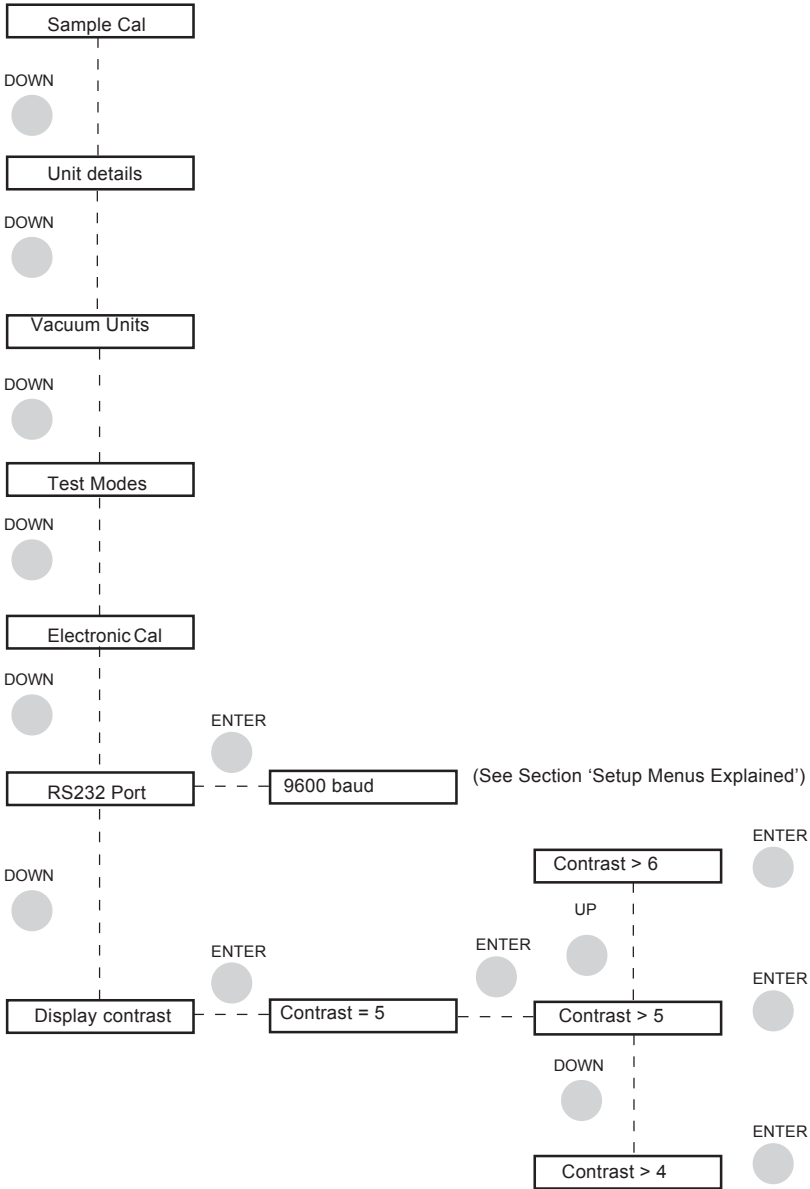 Sample Cal
DOWN
Unit details
DOWN
Vacuum Units
DOWN
Test Modes
DOWN
Electronic Cal
DOWN
ENTER
RS232 Port
9600 baud
(See Section ‘Setup Menus Explained’)
DOWN
ENTER
Contrast > 6
ENTER
UP
ENTER
ENTER
Display contrast
Contrast = 5
Contrast > 5
ENTER
DOWN
Contrast > 4
ENTER